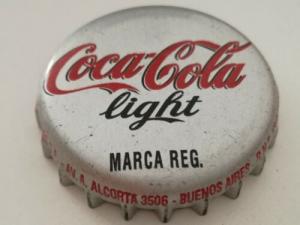 Coca-Cola
light
MARCA REG.
AV. A. ALCORTA 3506 - BUENOS AIRES